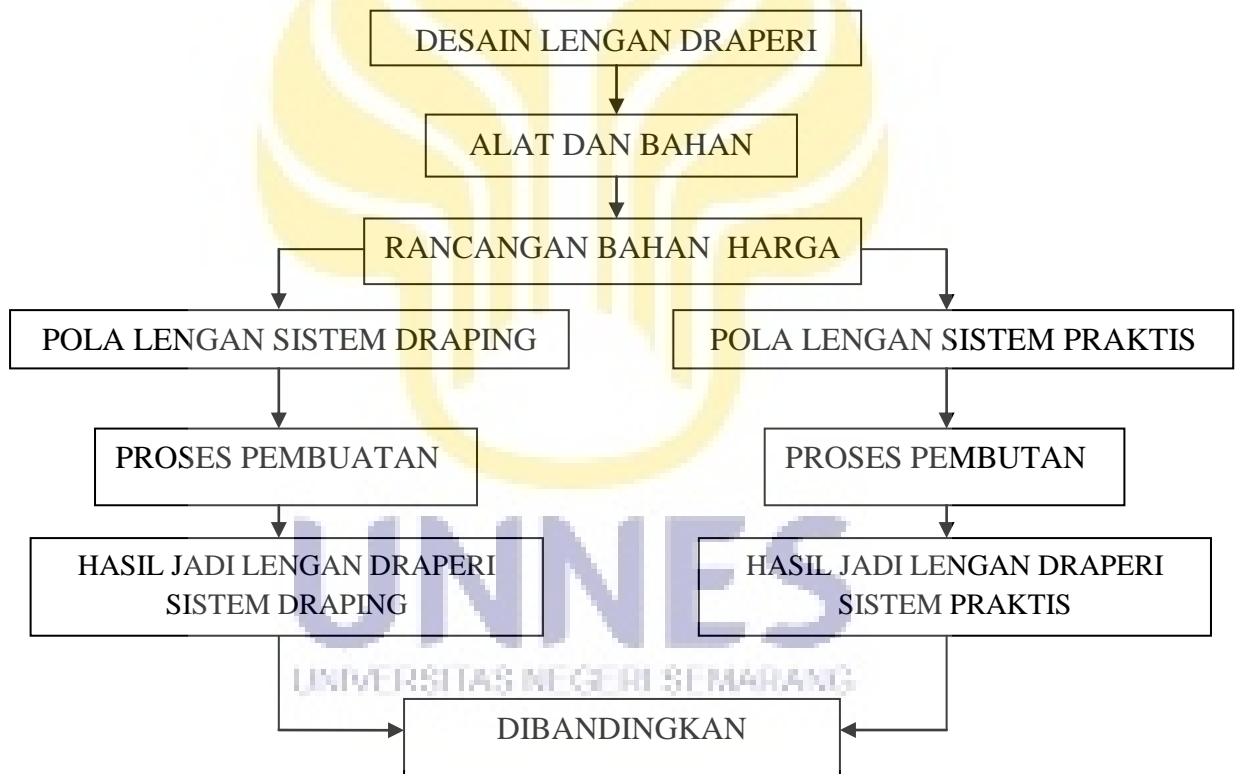 DESAIN LENGAN DRAPERI
ALAT DAN BAHAN
RANCANGAN BAHAN HARGA
POLA LENGAN SISTEM DRAPING
POLA LENGAN SISTEM PRAKTIS
PROSES PEMBUATAN
PROSES PEMBUTAN
HASIL JADI LENGAN DRAPERI
SISTEM DRAPING
HASIL JADI LENGAN DRAPERI
SISTEM PRAKTIS
UNNES
UNIVERSITAS NEGERI SEMARANG
DIBANDINGKAN